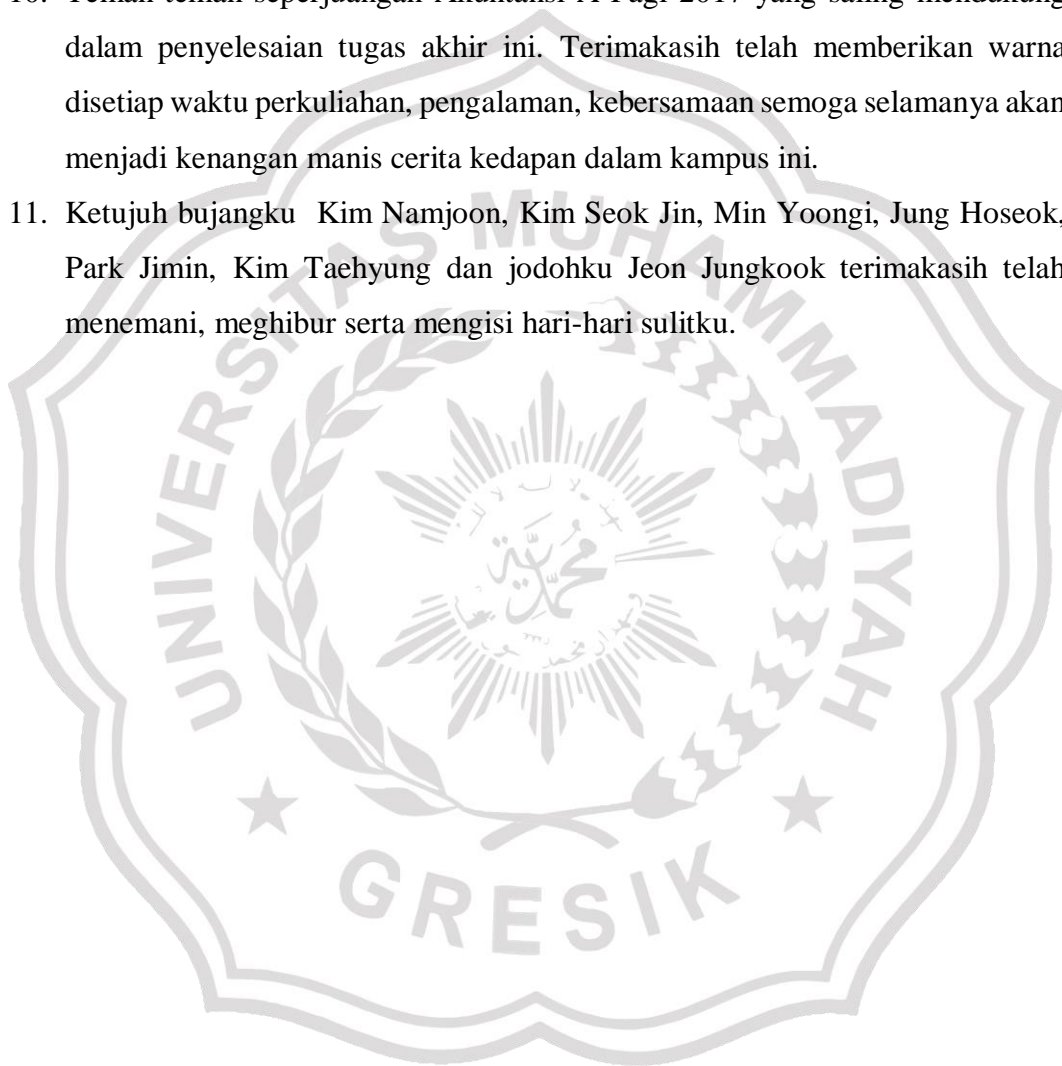 10. Teman-teman seperjuangan Akuntansi A Pagi 2017 yang saling mendukung
dalam penyelesaian tugas akhir ini. Terimakasih telah memberikan warna
disetiap waktu perkuliahan, pengalaman, kebersamaan semoga selamanya akan
menjadi kenangan manis cerita kedapan dalam kampus ini.
11. Ketujuh bujangku Kim Namjoon, Kim Seok Jin, Min Yoongi, Jung Hoseok,
Park Jimin, Kim Taehyung dan jodohku Jeon Jungkook terimakasih telah
menemani, meghibur serta mengisi hari-hari sulitku.
UNIVERSITAS MUHAMMADIYAH
محمدية
GRESIK